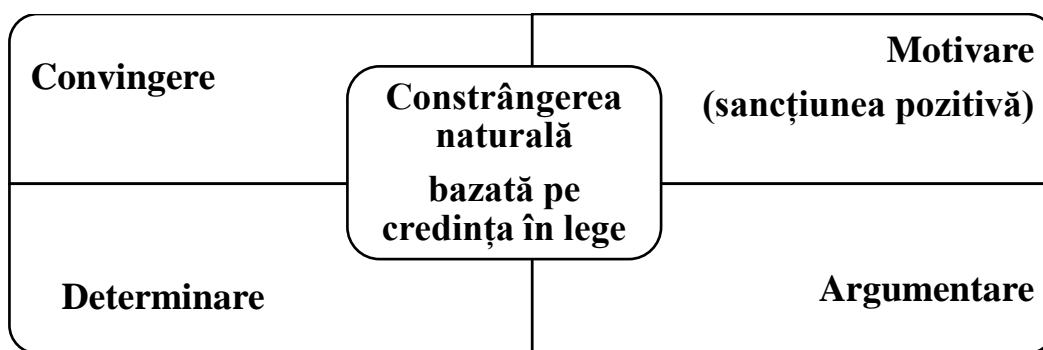 Convingere
Motivare
(sancțiunea pozitivă)
Constrângerea
naturală
bazată pe
credința în lege
Determinare
Argumentare